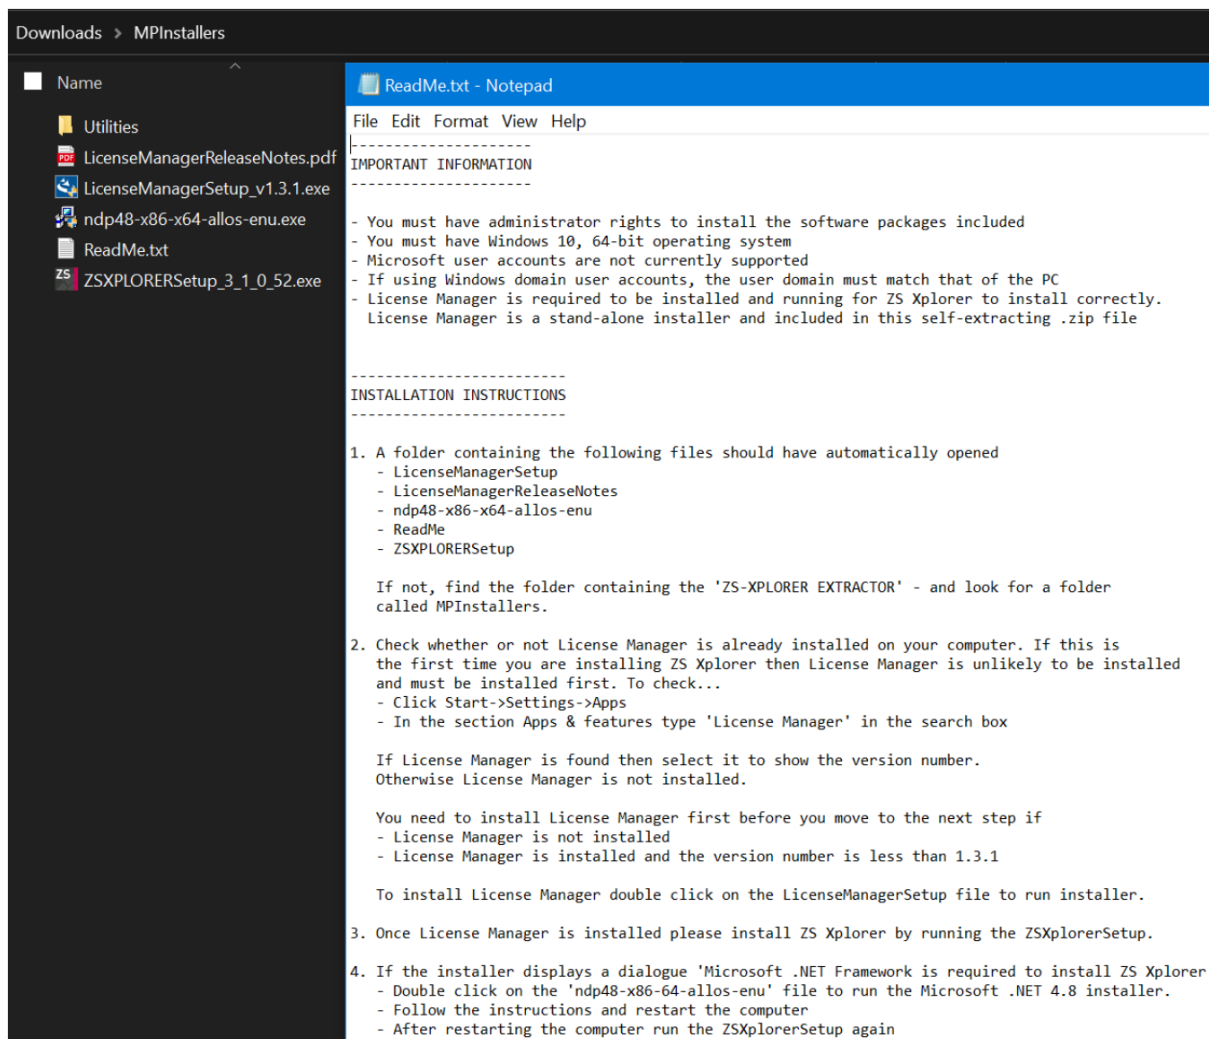 Downloads > MPInstallers
Name
Utilities
LicenseManagerReleaseNotes.pdf
LicenseManagerSetup_v1.3.1.exe
ndp48-x86-x64-allos-enu.exe
ReadMe.txt
ZSXPLORERSetup_3_1_0_52.exe
ReadMe.txt - Notepad
File Edit Format View Help
---------------------
IMPORTANT INFORMATION
---------------------
- You must have administrator rights to install the software packages included
- You must have Windows 10, 64-bit operating system
- Microsoft user accounts are not currently supported
- If using Windows domain user accounts, the user domain must match that of the PC
- License Manager is required to be installed and running for ZS Xplorer to install correctly.
License Manager is a stand-alone installer and included in this self-extracting .zip file
-------------------------
INSTALLATION INSTRUCTIONS
-------------------------
1. A folder containing the following files should have automatically opened
- LicenseManagerSetup
- LicenseManagerReleaseNotes
- ndp48-x86-x64-allos-enu
- ReadMe
- ZSXPLORERSetup
If not, find the folder containing the 'ZS-XPLORER EXTRACTOR' - and look for a folder
called MPInstallers.
2. Check whether or not License Manager is already installed on your computer. If this is
the first time you are installing ZS Xplorer then License Manager is unlikely to be installed
and must be installed first. To check...
- Click Start->Settings->Apps
- In the section Apps & features type 'License Manager' in the search box
If License Manager is found then select it to show the version number.
Otherwise License Manager is not installed.
You need to install License Manager first before you move to the next step if
- License Manager is not installed
- License Manager is installed and the version number is less than 1.3.1
To install License Manager double click on the LicenseManagerSetup file to run installer.
3. Once License Manager is installed please install ZS Xplorer by running the ZSXplorerSetup.
4. If the installer displays a dialogue 'Microsoft .NET Framework is required to install ZS Xplorer
- Double click on the 'ndp48-x86-64-allos-enu' file to run the Microsoft .NET 4.8 installer.
- Follow the instructions and restart the computer
- After restarting the computer run the ZSXplorerSetup again